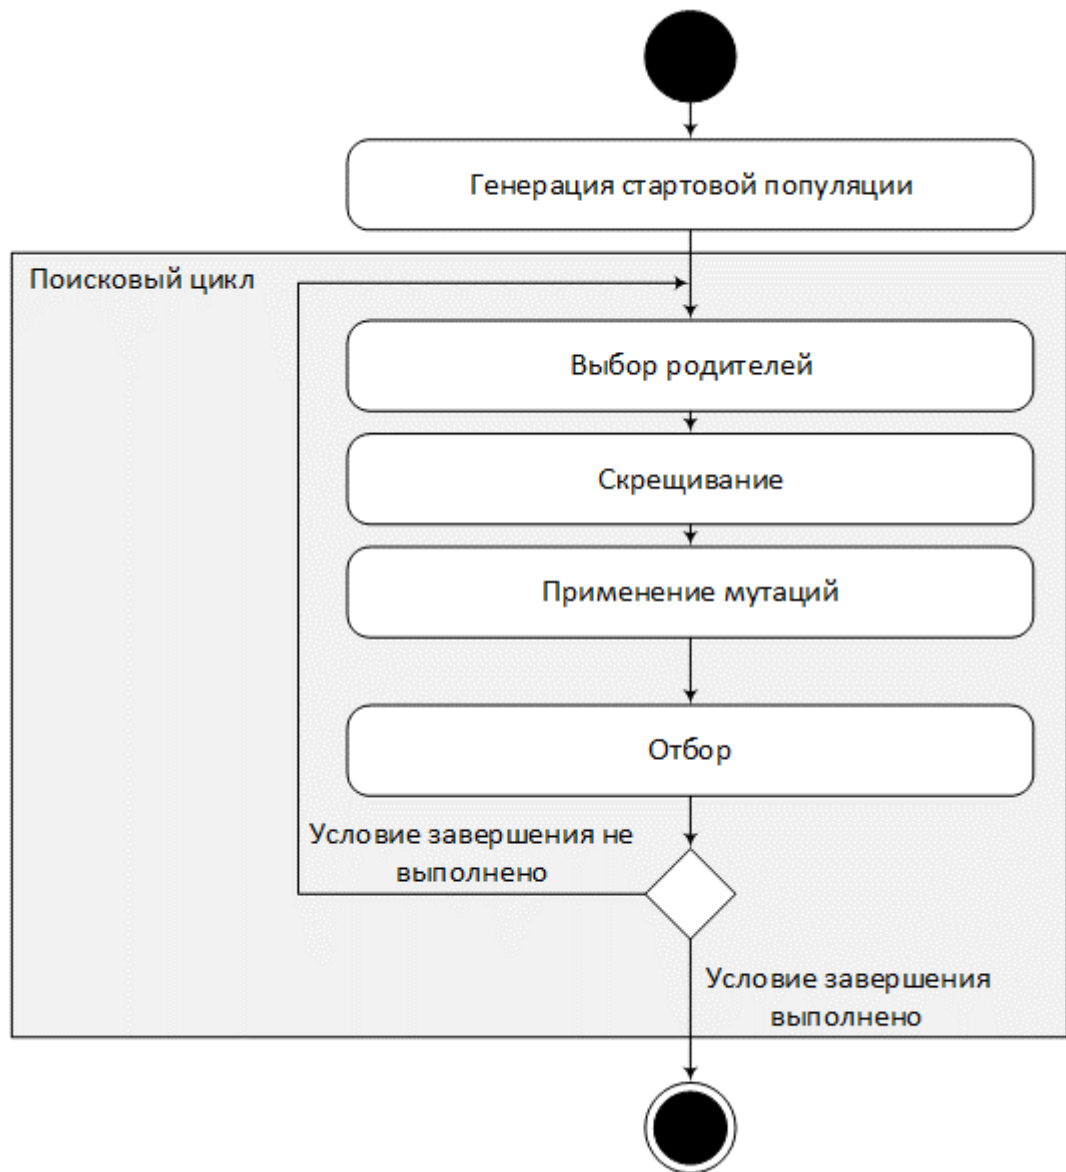 Генерация стартовой популяции
Поисковый цикл
Выбор родителей
Скрещивание
Применение мутаций
Отбор
Условие завершения не
выполнено
Условие завершения
выполнено